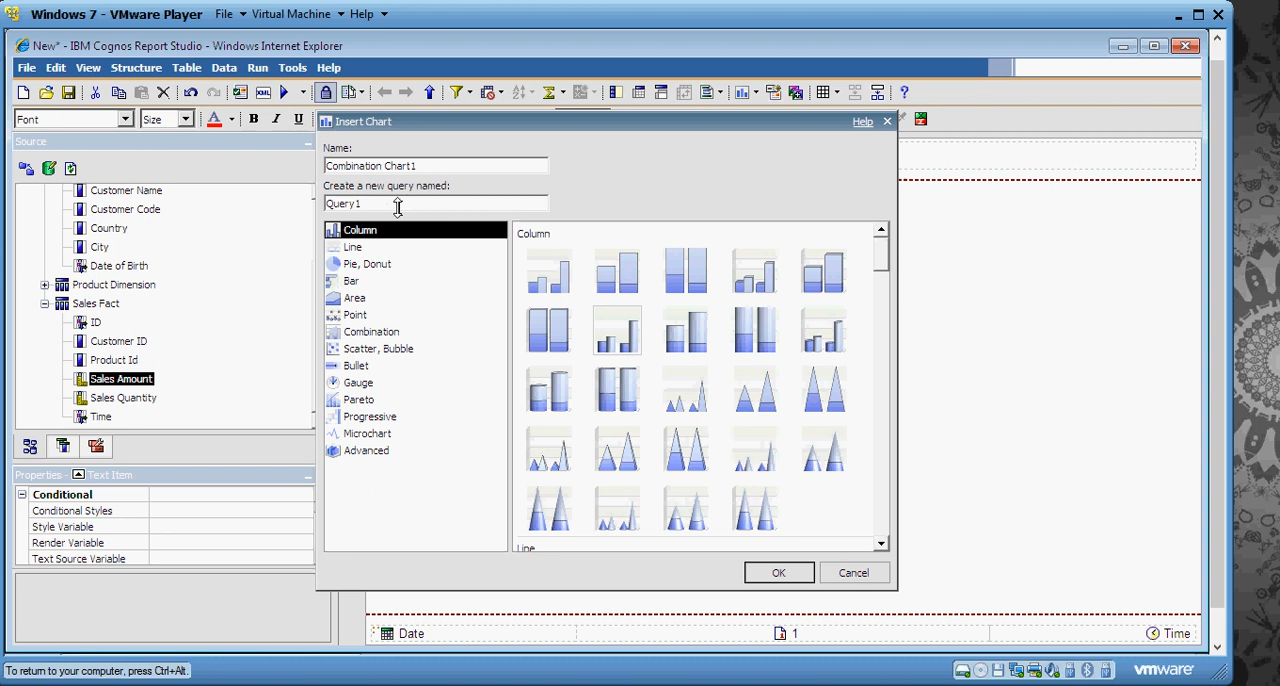 Windows 7 - VMware Player File Virtual Machine Help
New* - IBM Cognos Report Studio - Windows Internet Explorer
File Edit View Structure Table Data Run Tools Help
Font Size A B I U
Insert Chart Help
Source
Name:
Combination Chart1
Create a new query named:
Query1
Customer Name
Customer Code
Country
City
Date of Birth
Product Dimension
Sales Fact
ID
Customer ID
Product Id
Sales Amount
Sales Quantity
Time
Column
Line
Pie, Donut
Bar
Area
Point
Combination
Scatter, Bubble
Bullet
Gauge
Pareto
Progressive
Microchart
Advanced
Column
Line
OK Cancel
Properties - Text Item
Conditional
Conditional Styles
Style Variable
Render Variable
Text Source Variable
Date 1 Time
To return to your computer, press Ctrl+Alt.
vmware